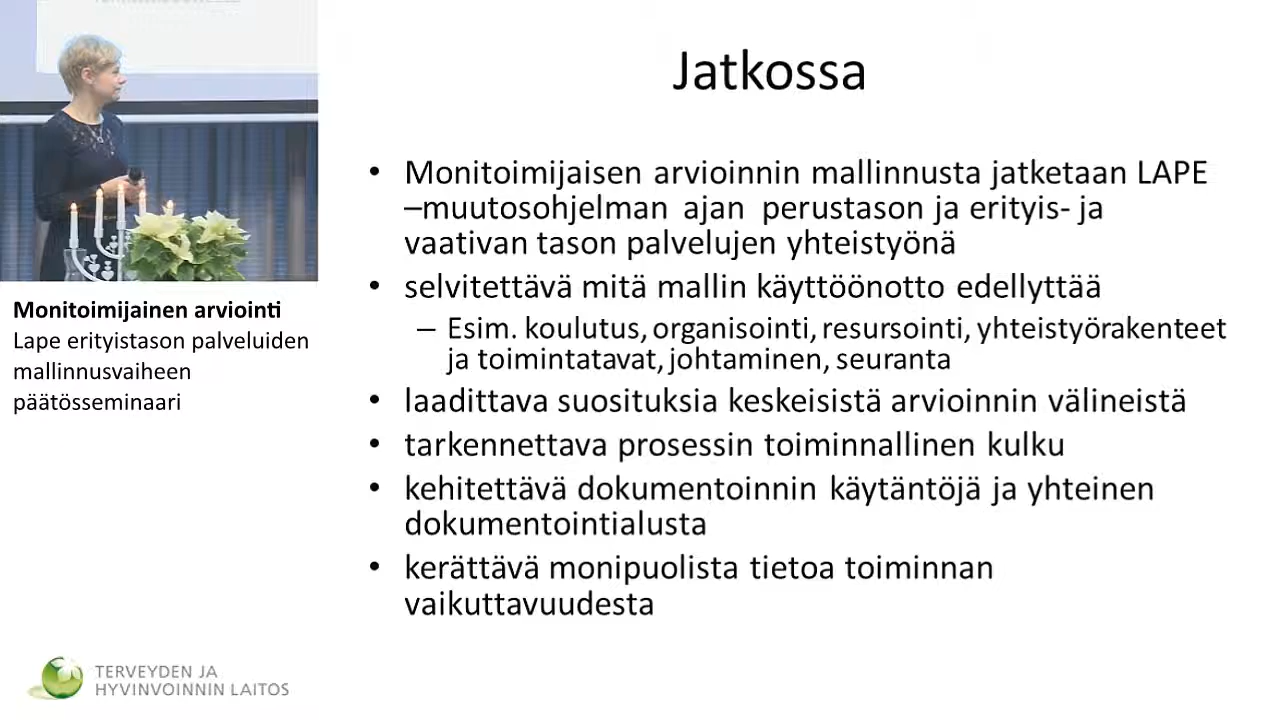 Jatkossa
• Monitoimijaisen arvioinnin mallinnusta jatketaan LAPE
–muutosohjelman ajan perustason ja erityis- ja
vaativan tason palvelujen yhteistyönä
• selvitettävä mitä mallin käyttöönotto edellyttää
– Esim. koulutus, organisointi, resursointi, yhteistyörakenteet
ja toimintatavat, johtaminen, seuranta
• laadittava suosituksia keskeisistä arvioinnin välineistä
• tarkennettava prosessin toiminnallinen kulku
• kehitettävä dokumentoinnin käytäntöjä ja yhteinen
dokumentointialusta
• kerättävä monipuolista tietoa toiminnan
vaikuttavuudesta
Monitoimijainen arviointi
Lape erityistason palveluiden
mallinnusvaiheen
päätösseminaari
TERVEYDEN JA
HYVINVOINNIN LAITOS